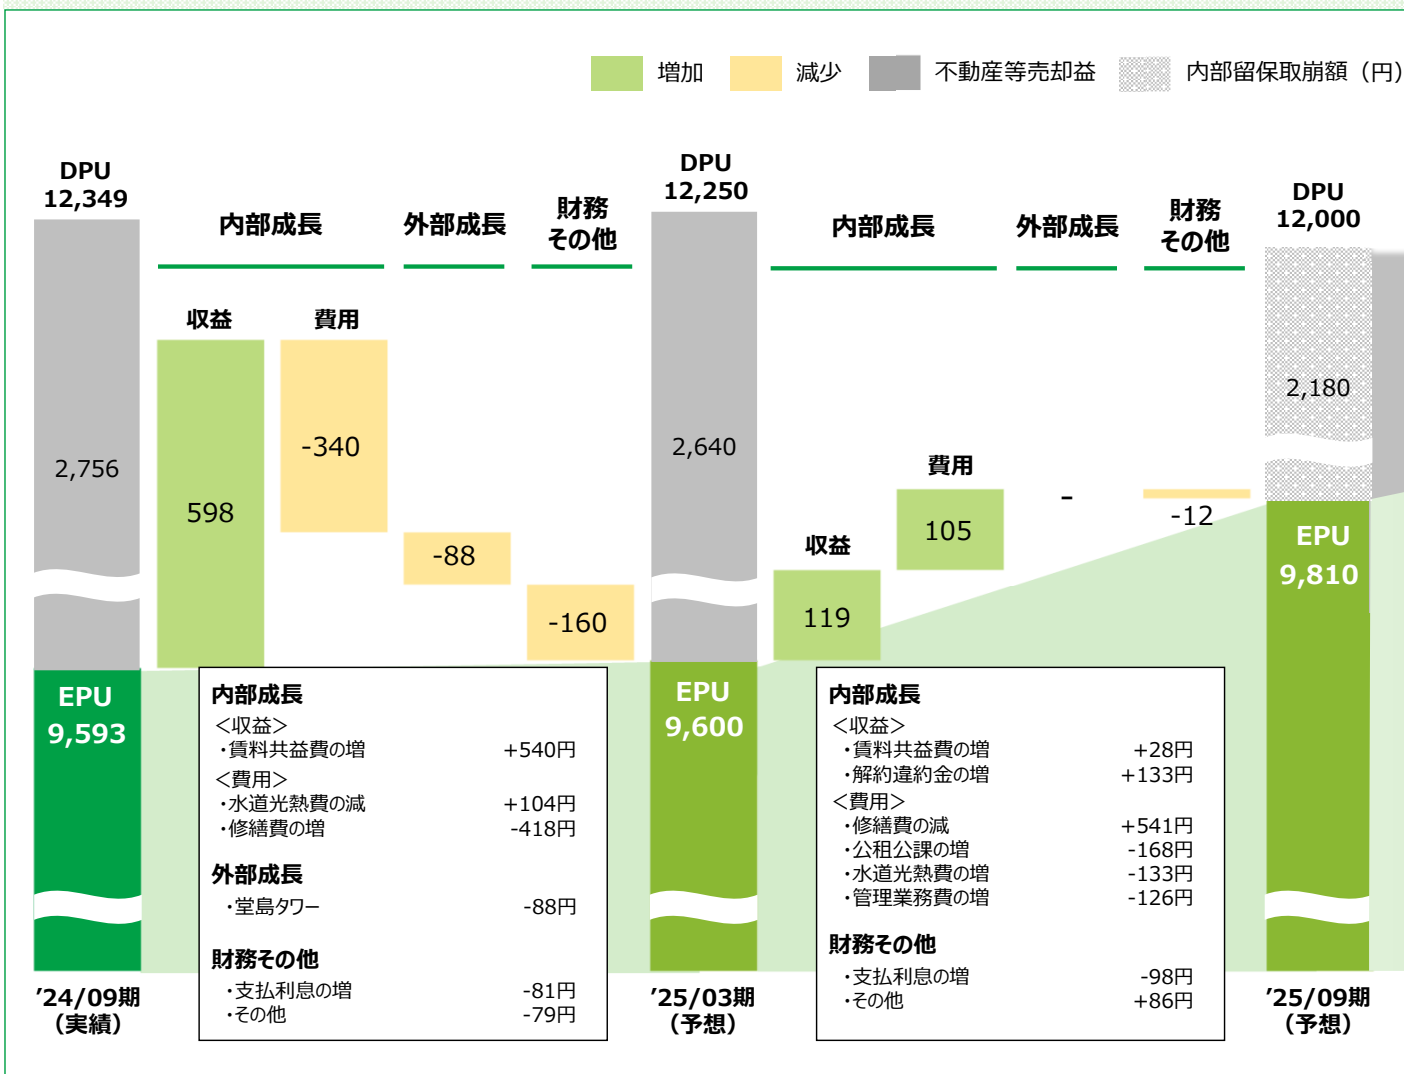 増加
減少
不動産等売却益
内部留保取崩額（円）
DPU
12,349
2,756
EPU
9,593
'24/09期
（実績）
内部成長
外部成長
財務
その他
収益
費用
598
-340
-88
-160
内部成長
＜収益＞
・賃料共益費の増 +540円
＜費用＞
・水道光熱費の減 +104円
・修繕費の増 -418円
外部成長
・堂島タワー -88円
財務その他
・支払利息の増 -81円
・その他 -79円
DPU
12,250
2,640
EPU
9,600
'25/03期
（予想）
内部成長
外部成長
財務
その他
収益
費用
119
105
-
-12
内部成長
＜収益＞
・賃料共益費の増 +28円
・解約違約金の増 +133円
＜費用＞
・修繕費の減 +541円
・公租公課の増 -168円
・水道光熱費の増 -133円
・管理業務費の増 -126円
財務その他
・支払利息の増 -98円
・その他 +86円
DPU
12,000
2,180
EPU
9,810
'25/09期
（予想）